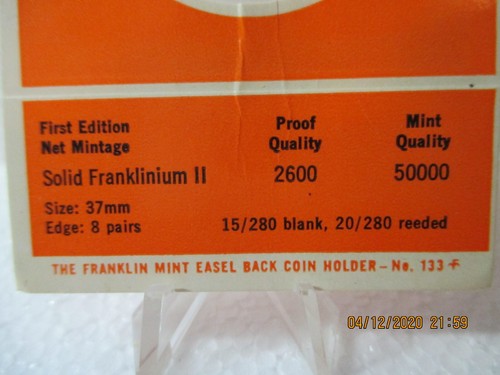 First Edition Proof Mint
Net Mintage Quality Quality
Solid Franklinium II 2600 50000
Size: 37mm
Edge: 8 pairs 15/280 blank, 20/280 reeded
THE FRANKLIN MINT EASEL BACK COIN HOLDER – No. 133
04/12/2020 21:59